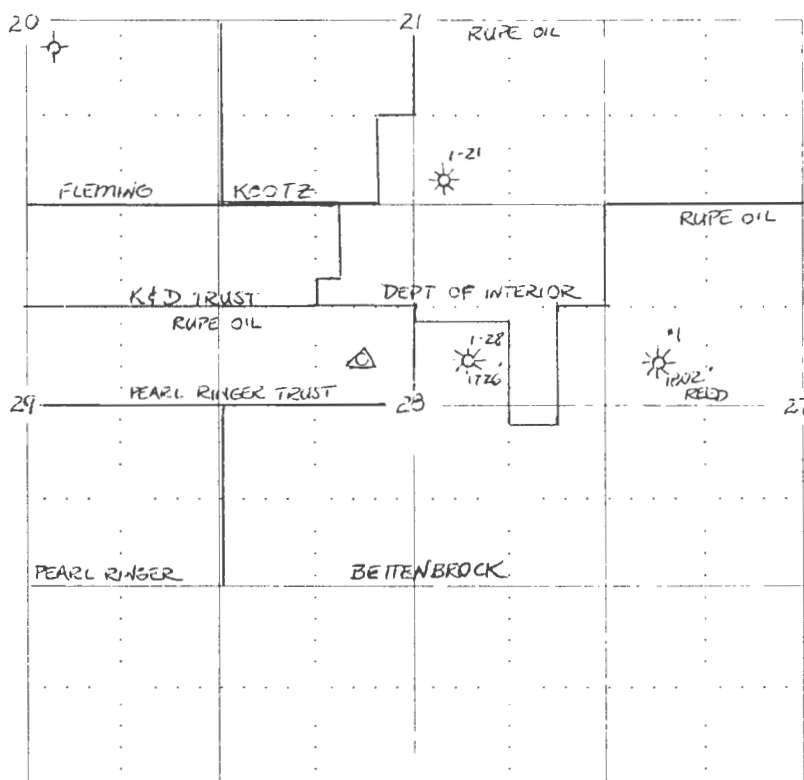 20
21
RUPE OIL
1-21
FLEMING
KOOTZ
RUPE OIL
K&D TRUST
DEPT OF INTERIOR
RUPE OIL
1-28
1726'
#1
1802'
REED
PEARL RINGER TRUST
29
28
27
PEARL RINGER
BETTENBROCK